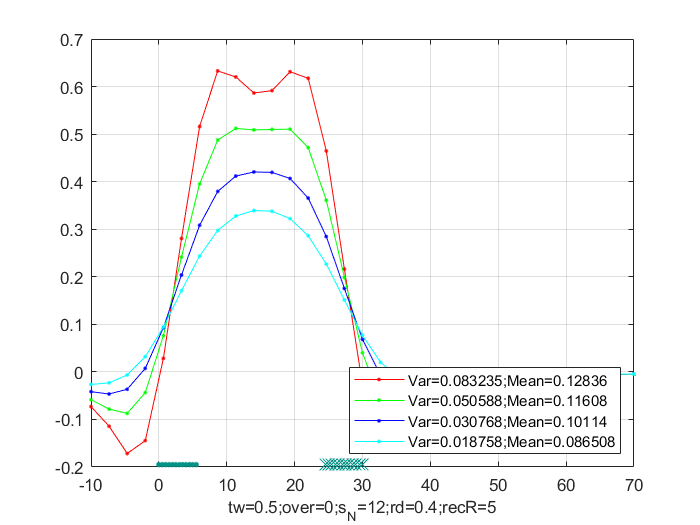 0.7
0.6
0.5
0.4
0.3
0.2
0.1
0
-0.1
-0.2
Var=0.083235;Mean=0.12836
Var=0.050588;Mean=0.11608
Var=0.030768;Mean=0.10114
Var=0.018758;Mean=0.086508
-10 0 10 20 30 40 50 60 70
tw=0.5;over=0;s_N=12;rd=0.4;recR=5